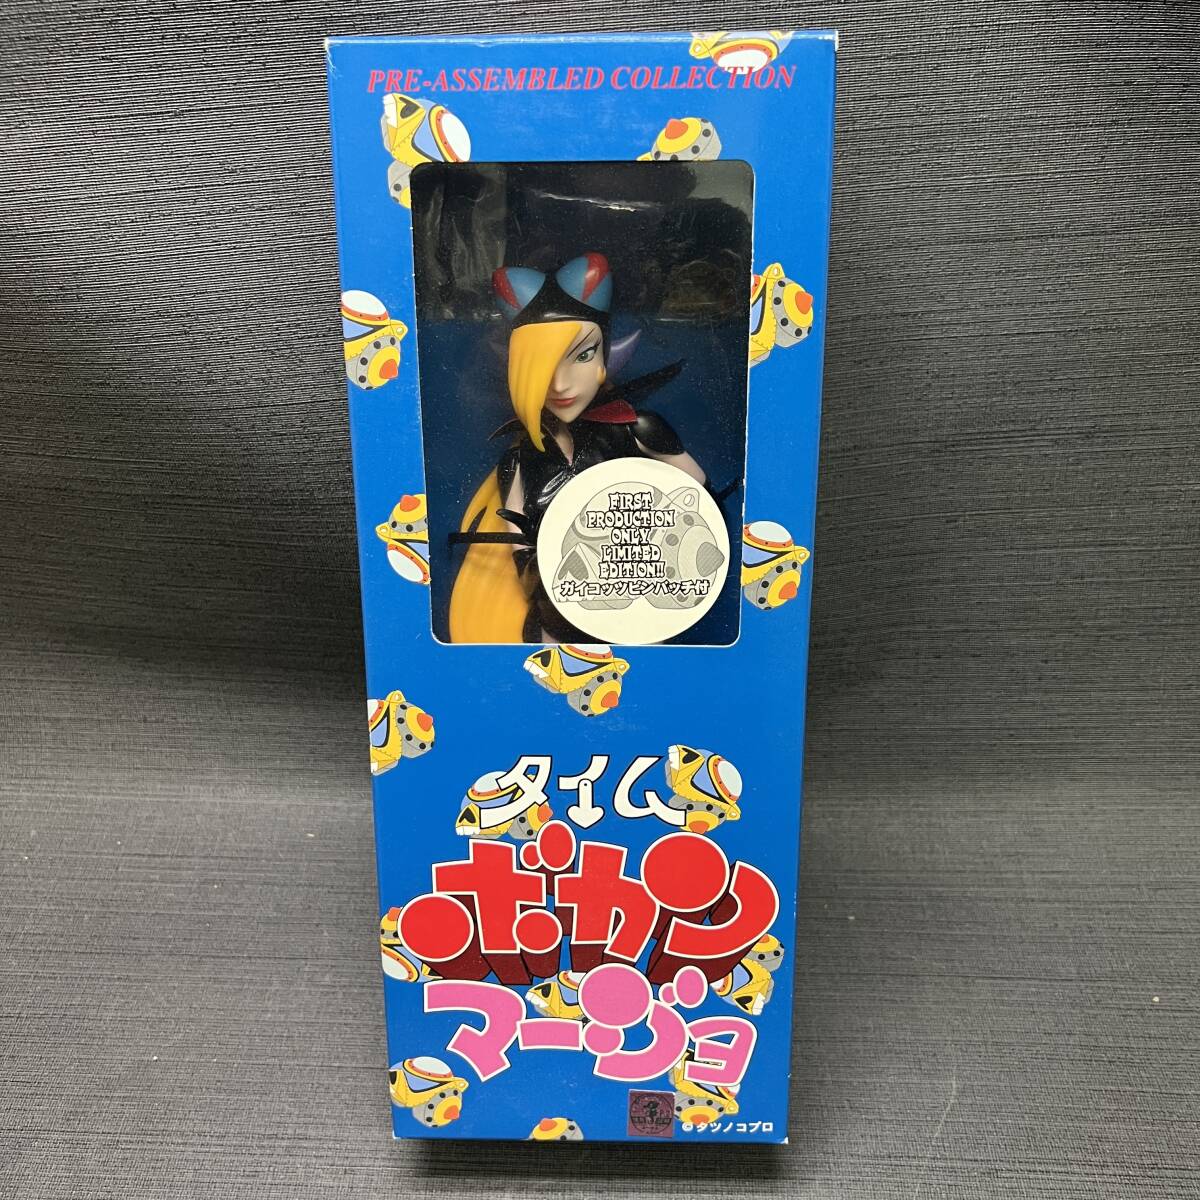 PRE-ASSEMBLED COLLECTION
FIRST
PRODUCTION
ONLY
LIMITED
EDITION!!
ガイコッツピンバッチ付
タイム
ボカン
マージョ
©タツノコプロ